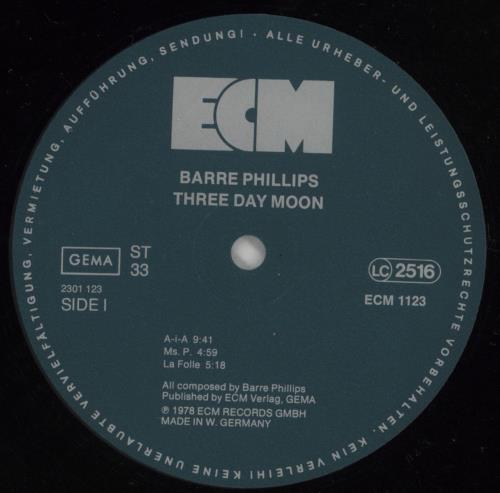 ALLE URHEBER- UND LEISTUNGSSCHUTZRECHTE VORBEHALTEN. KEIN VERLEIH! KEINE UNERLAUBTE VERVIELFÄLTIGUNG, VERMIETUNG, AUFFÜHRUNG, SENDUNG! ·
ECM
BARRE PHILLIPS
THREE DAY MOON
GEMA
ST
33
LC 2516
2301 123
SIDE I
ECM 1123
A-i-A 9:41
Ms. P. 4:59
La Folle 5:18
All composed by Barre Phillips
Published by ECM Verlag, GEMA
℗ 1978 ECM RECORDS GMBH
MADE IN W. GERMANY